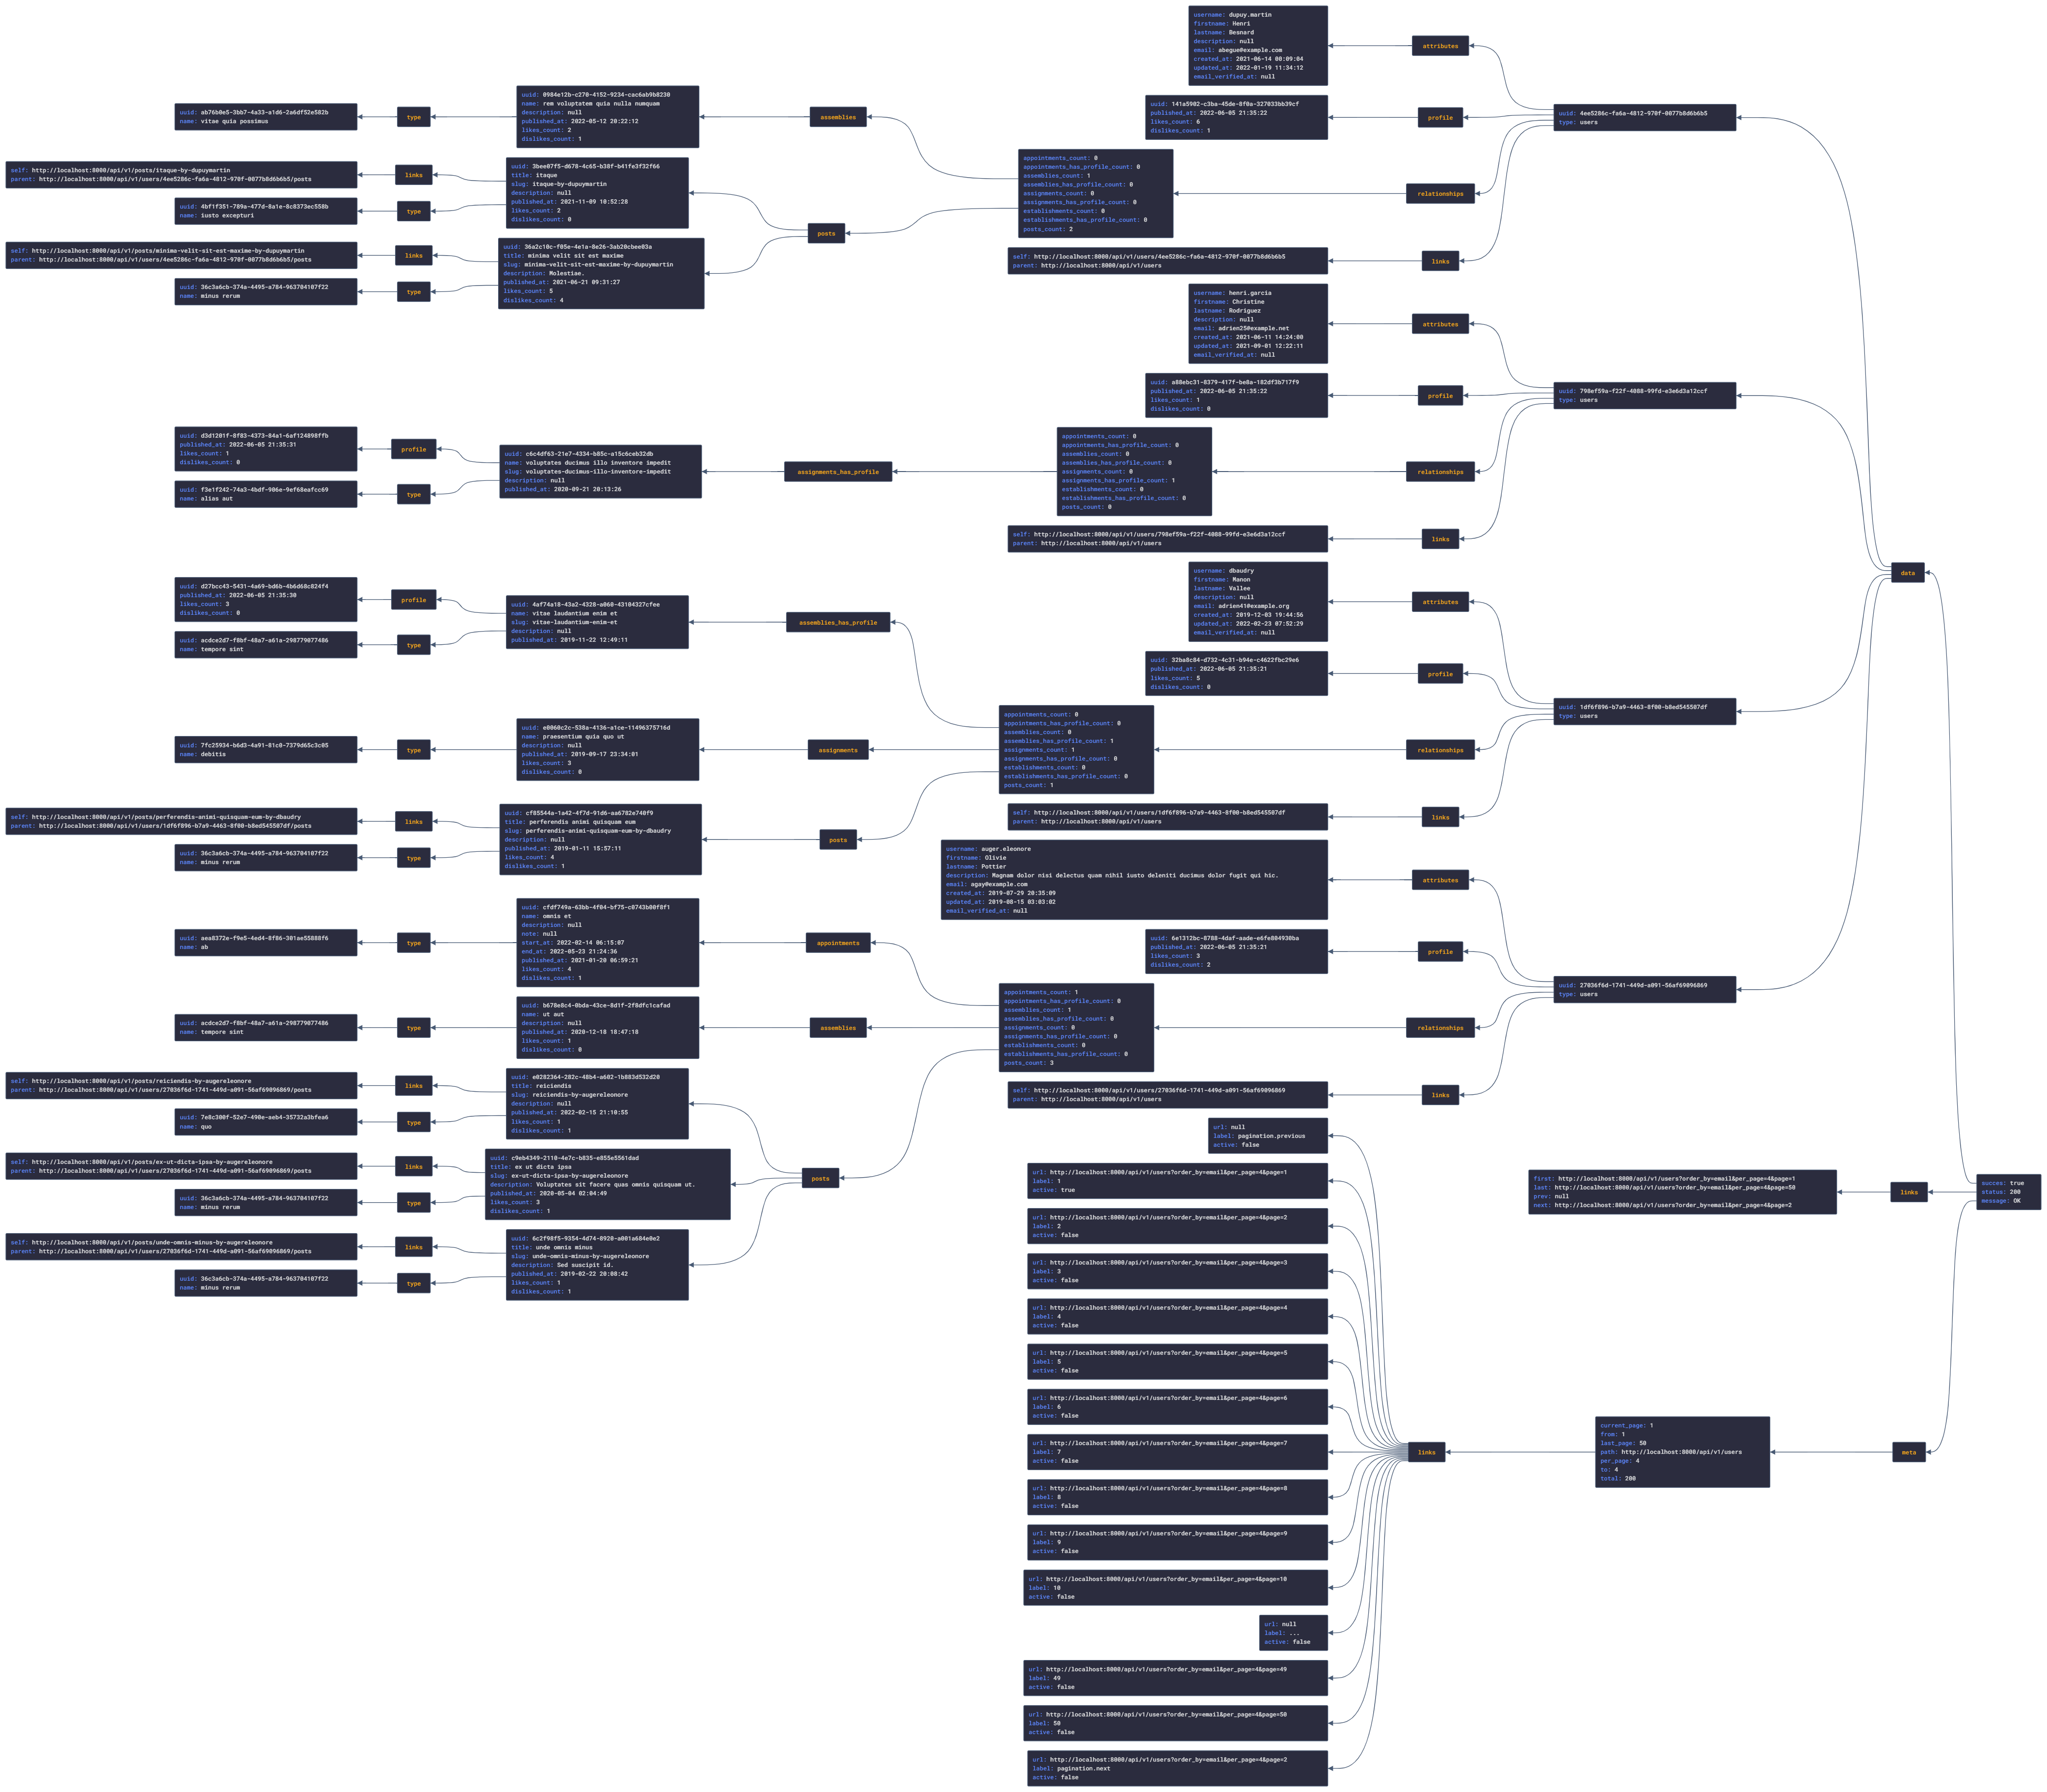 username: dupuy.martin
firstname: Henri
lastname: Besnard
description: null
email: abegue@example.com
created_at: 2021-06-14 00:09:04
updated_at: 2022-01-19 11:34:12
email_verified_at: null
attributes
uuid: 141a5902-c3ba-45de-8f0a-327033bb39cf
published_at: 2022-06-05 21:35:22
likes_count: 6
dislikes_count: 1
profile
uuid: 4ee5286c-fa6a-4812-970f-0077b8d6b6b5
type: users
uuid: ab76b0e5-3bb7-4a33-a1d6-2a6df52e502b
name: vitae quia possimus
type
uuid: 0984e12b-c270-4152-9234-cac6ab9b8230
name: rem voluptatem quia nulla numquam
description: null
published_at: 2022-05-12 20:22:12
likes_count: 2
dislikes_count: 1
assemblies
self: http://localhost:8000/api/v1/posts/itaque-by-dupuymartin
parent: http://localhost:8000/api/v1/users/4ee5286c-fa6a-4812-970f-0077b8d6b6b5/posts
links
uuid: 4bf1f351-789a-477d-8a1e-8c8373ec558b
name: iusto excepturi
type
uuid: 3bee07f5-d678-4c65-b38f-b41fe3f32f66
title: itaque
slug: itaque-by-dupuymartin
description: null
published_at: 2021-11-09 10:52:28
likes_count: 2
dislikes_count: 0
posts
appointments_count: 0
appointments_has_profile_count: 0
assemblies_count: 1
assemblies_has_profile_count: 0
assignments_count: 0
assignments_has_profile_count: 0
establishments_count: 0
establishments_has_profile_count: 0
posts_count: 2
relationships
self: http://localhost:8000/api/v1/posts/minima-velit-sit-est-maxime-by-dupuymartin
parent: http://localhost:8000/api/v1/users/4ee5286c-fa6a-4812-970f-0077b8d6b6b5/posts
links
uuid: 36c3a6cb-374a-4495-a784-963704107f22
name: minus rerum
type
uuid: 36a2c10c-f05e-4e1a-8e26-3ab20cbee03a
title: minima velit sit est maxime
slug: minima-velit-sit-est-maxime-by-dupuymartin
description: Molestiae.
published_at: 2021-06-21 09:31:27
likes_count: 5
dislikes_count: 4
self: http://localhost:8000/api/v1/users/4ee5286c-fa6a-4812-970f-0077b8d6b6b5
parent: http://localhost:8000/api/v1/users
links
username: henri.garcia
firstname: Christine
lastname: Rodriguez
description: null
email: adrien25@example.net
created_at: 2021-06-11 14:24:00
updated_at: 2021-09-01 12:22:11
email_verified_at: null
attributes
uuid: a88ebc31-8379-417f-be8a-182df3b717f9
published_at: 2022-06-05 21:35:22
likes_count: 1
dislikes_count: 0
profile
uuid: 798ef59a-f22f-4088-99fd-e3e6d3a12ccf
type: users
uuid: d3d1201f-8f83-4373-84a1-6af124898ffb
published_at: 2022-06-05 21:35:31
likes_count: 1
dislikes_count: 0
profile
uuid: f3e1f242-74a3-4bdf-906e-9ef68eafcc69
name: alias aut
type
uuid: c6c4df63-21e7-4334-b85c-a15c6ceb32db
name: voluptates ducimus illo inventore impedit
slug: voluptates-ducimus-illo-inventore-impedit
description: null
published_at: 2020-09-21 20:13:26
assignments_has_profile
appointments_count: 0
appointments_has_profile_count: 0
assemblies_count: 0
assemblies_has_profile_count: 0
assignments_count: 0
assignments_has_profile_count: 1
establishments_count: 0
establishments_has_profile_count: 0
posts_count: 0
relationships
self: http://localhost:8000/api/v1/users/798ef59a-f22f-4088-99fd-e3e6d3a12ccf
parent: http://localhost:8000/api/v1/users
links
data
username: dbaudry
firstname: Manon
lastname: Vallee
description: null
email: adrien41@example.org
created_at: 2019-12-03 19:44:56
updated_at: 2022-02-23 07:52:29
email_verified_at: null
attributes
uuid: 32ba8c84-d732-4c31-b94e-c4622fbc29e6
published_at: 2022-06-05 21:35:21
likes_count: 5
dislikes_count: 0
profile
uuid: 1df6f896-b7a9-4463-8f00-b8ed545507df
type: users
uuid: d27bcc43-5431-4a69-bd6b-4b6d68c824f4
published_at: 2022-06-05 21:35:30
likes_count: 3
dislikes_count: 0
profile
uuid: acdce2d7-f8bf-48a7-a61a-298779077486
name: tempore sint
type
uuid: 4af74a18-43a2-4328-a060-43104327cfee
name: vitae laudantium enim et
slug: vitae-laudantium-enim-et
description: null
published_at: 2019-11-22 12:49:11
assemblies_has_profile
uuid: 7fc25934-b6d3-4a91-81c0-7379d65c3c05
name: debitis
type
uuid: e0060c2c-538a-4136-a1ce-11496375716d
name: praesentium quia quo ut
description: null
published_at: 2019-09-17 23:34:01
likes_count: 3
dislikes_count: 0
assignments
appointments_count: 0
appointments_has_profile_count: 0
assemblies_count: 0
assemblies_has_profile_count: 1
assignments_count: 1
assignments_has_profile_count: 0
establishments_count: 0
establishments_has_profile_count: 0
posts_count: 1
relationships
self: http://localhost:8000/api/v1/posts/perferendis-animi-quisquam-eum-by-dbaudry
parent: http://localhost:8000/api/v1/users/1df6f896-b7a9-4463-8f00-b8ed545507df/posts
links
uuid: 36c3a6cb-374a-4495-a784-963704107f22
name: minus rerum
type
uuid: cf85544a-1a42-4f7d-91d6-aa6782e740f9
title: perferendis animi quisquam eum
slug: perferendis-animi-quisquam-eum-by-dbaudry
description: null
published_at: 2019-01-11 15:57:11
likes_count: 4
dislikes_count: 1
posts
self: http://localhost:8000/api/v1/users/1df6f896-b7a9-4463-8f00-b8ed545507df
parent: http://localhost:8000/api/v1/users
links
username: auger.eleonore
firstname: Olivie
lastname: Pottier
description: Magnam dolor nisi delectus quam nihil iusto deleniti ducimus dolor fugit qui hic.
email: agay@example.com
created_at: 2019-07-29 20:35:09
updated_at: 2019-08-15 03:03:02
email_verified_at: null
attributes
uuid: 6e1312bc-8788-4daf-aade-e6fe804930ba
published_at: 2022-06-05 21:35:21
likes_count: 3
dislikes_count: 2
profile
uuid: 27036f6d-1741-449d-a091-56af69096869
type: users
uuid: aea8372e-f9e5-4ed4-8f86-301ae55888f6
name: ab
type
uuid: cfdf749a-63bb-4f04-bf75-c0743b00f8f1
name: omnis et
description: null
note: null
start_at: 2022-02-14 06:15:07
end_at: 2022-05-23 21:24:36
published_at: 2021-01-20 06:59:21
likes_count: 4
dislikes_count: 1
appointments
uuid: acdce2d7-f8bf-48a7-a61a-298779077486
name: tempore sint
type
uuid: b678e8c4-0bda-43ce-8d1f-2f8dfc1cafad
name: ut aut
description: null
published_at: 2020-12-18 18:47:18
likes_count: 1
dislikes_count: 0
assemblies
appointments_count: 1
appointments_has_profile_count: 0
assemblies_count: 1
assemblies_has_profile_count: 0
assignments_count: 0
assignments_has_profile_count: 0
establishments_count: 0
establishments_has_profile_count: 0
posts_count: 3
relationships
self: http://localhost:8000/api/v1/users/27036f6d-1741-449d-a091-56af69096869
parent: http://localhost:8000/api/v1/users
links
self: http://localhost:8000/api/v1/posts/reiciendis-by-augereleonore
parent: http://localhost:8000/api/v1/users/27036f6d-1741-449d-a091-56af69096869/posts
links
uuid: 7e8c300f-52e7-490e-aeb4-35732a3bfea6
name: quo
type
uuid: e0282364-282c-48b4-a602-1b883d532d20
title: reiciendis
slug: reiciendis-by-augereleonore
description: null
published_at: 2022-02-15 21:10:55
likes_count: 1
dislikes_count: 1
self: http://localhost:8000/api/v1/posts/ex-ut-dicta-ipsa-by-augereleonore
parent: http://localhost:8000/api/v1/users/27036f6d-1741-449d-a091-56af69096869/posts
links
uuid: 36c3a6cb-374a-4495-a784-963704107f22
name: minus rerum
type
uuid: c9eb4349-2110-4e7c-b835-e855e5561dad
title: ex ut dicta ipsa
slug: ex-ut-dicta-ipsa-by-augereleonore
description: Voluptates sit facere quas omnis quisquam ut.
published_at: 2020-05-04 02:04:49
likes_count: 3
dislikes_count: 1
posts
self: http://localhost:8000/api/v1/posts/unde-omnis-minus-by-augereleonore
parent: http://localhost:8000/api/v1/users/27036f6d-1741-449d-a091-56af69096869/posts
links
uuid: 36c3a6cb-374a-4495-a784-963704107f22
name: minus rerum
type
uuid: 6c2f98f5-9354-4d74-8920-a001a684e8e2
title: unde omnis minus
slug: unde-omnis-minus-by-augereleonore
description: Sed suscipit id.
published_at: 2019-02-22 20:08:42
likes_count: 1
dislikes_count: 1
first: http://localhost:8000/api/v1/users?order_by=email&per_page=4&page=1
last: http://localhost:8000/api/v1/users?order_by=email&per_page=4&page=50
prev: null
next: http://localhost:8000/api/v1/users?order_by=email&per_page=4&page=2
links
succes: true
status: 200
message: OK
url: null
label: pagination.previous
active: false
url: http://localhost:8000/api/v1/users?order_by=email&per_page=4&page=1
label: 1
active: true
url: http://localhost:8000/api/v1/users?order_by=email&per_page=4&page=2
label: 2
active: false
url: http://localhost:8000/api/v1/users?order_by=email&per_page=4&page=3
label: 3
active: false
url: http://localhost:8000/api/v1/users?order_by=email&per_page=4&page=4
label: 4
active: false
url: http://localhost:8000/api/v1/users?order_by=email&per_page=4&page=5
label: 5
active: false
url: http://localhost:8000/api/v1/users?order_by=email&per_page=4&page=6
label: 6
active: false
url: http://localhost:8000/api/v1/users?order_by=email&per_page=4&page=7
label: 7
active: false
links
current_page: 1
from: 1
last_page: 50
path: http://localhost:8000/api/v1/users
per_page: 4
to: 4
total: 200
meta
url: http://localhost:8000/api/v1/users?order_by=email&per_page=4&page=8
label: 8
active: false
url: http://localhost:8000/api/v1/users?order_by=email&per_page=4&page=9
label: 9
active: false
url: http://localhost:8000/api/v1/users?order_by=email&per_page=4&page=10
label: 10
active: false
url: null
label: ...
active: false
url: http://localhost:8000/api/v1/users?order_by=email&per_page=4&page=49
label: 49
active: false
url: http://localhost:8000/api/v1/users?order_by=email&per_page=4&page=50
label: 50
active: false
url: http://localhost:8000/api/v1/users?order_by=email&per_page=4&page=2
label: pagination.next
active: false